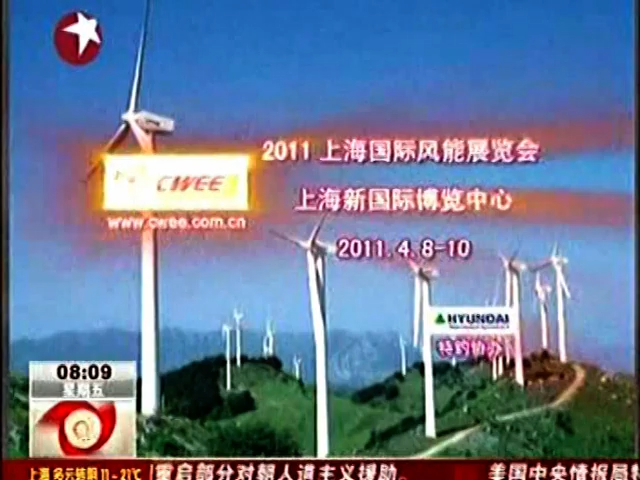 2011 上海国际风能展览会
CWEE
上海新国际博览中心
www.cwee.com.cn
2011.4.8-10
HYUNDAI
特约协办
08:09
星期五
上海 多云转阴 11~21℃ 重启部分对朝人道主义援助。 美国中央情报局